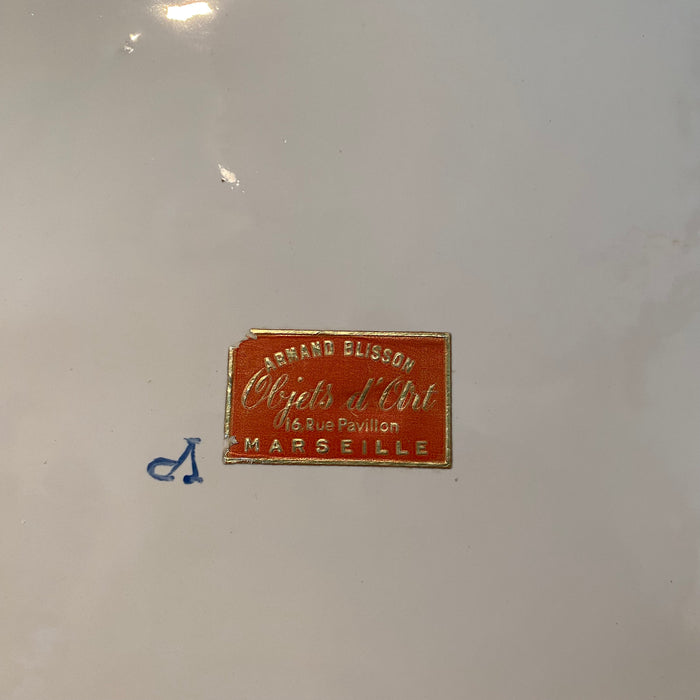 ARMAND BLISSON
Objets d'Art
16, Rue Pavillon
MARSEILLE